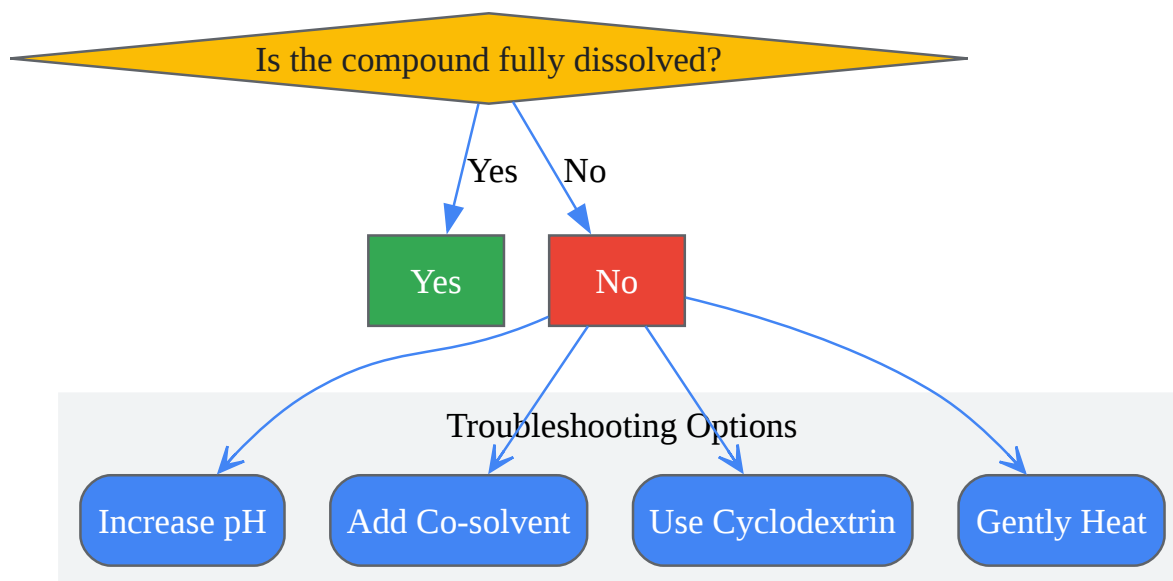 Is the compound fully dissolved?
Yes
No
Yes
No
Troubleshooting Options
Increase pH
Add Co-solvent
Use Cyclodextrin
Gently Heat